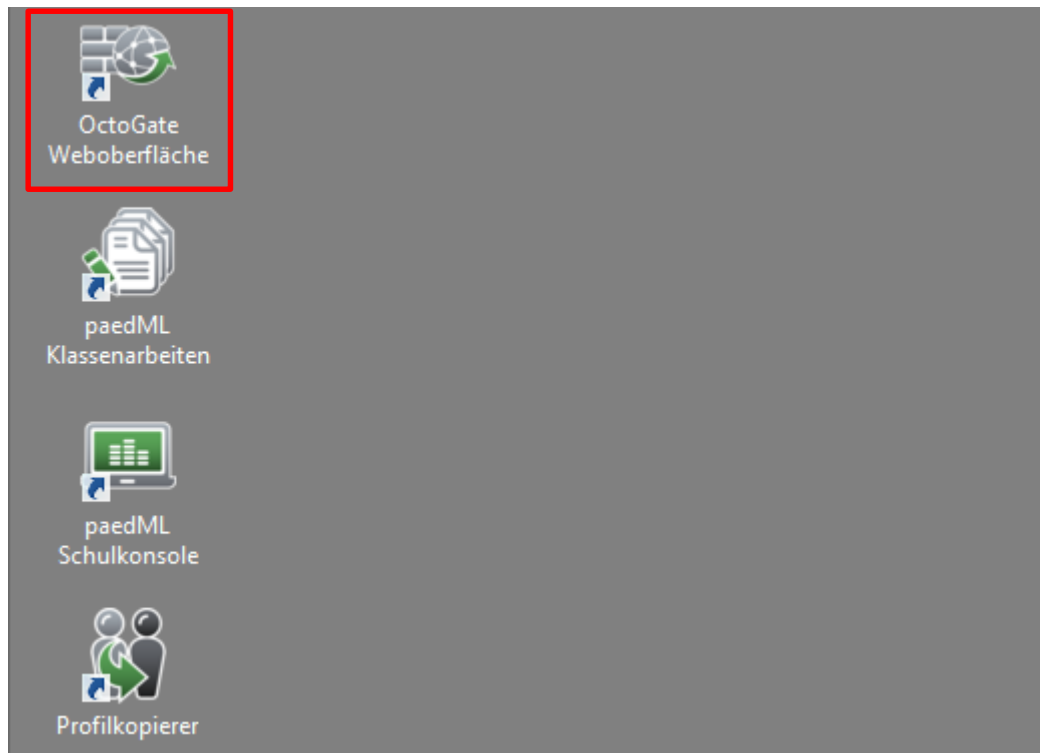 OctoGate
Weboberfläche
paedML
Klassenarbeiten
paedML
Schulkonsole
Profilkopierer